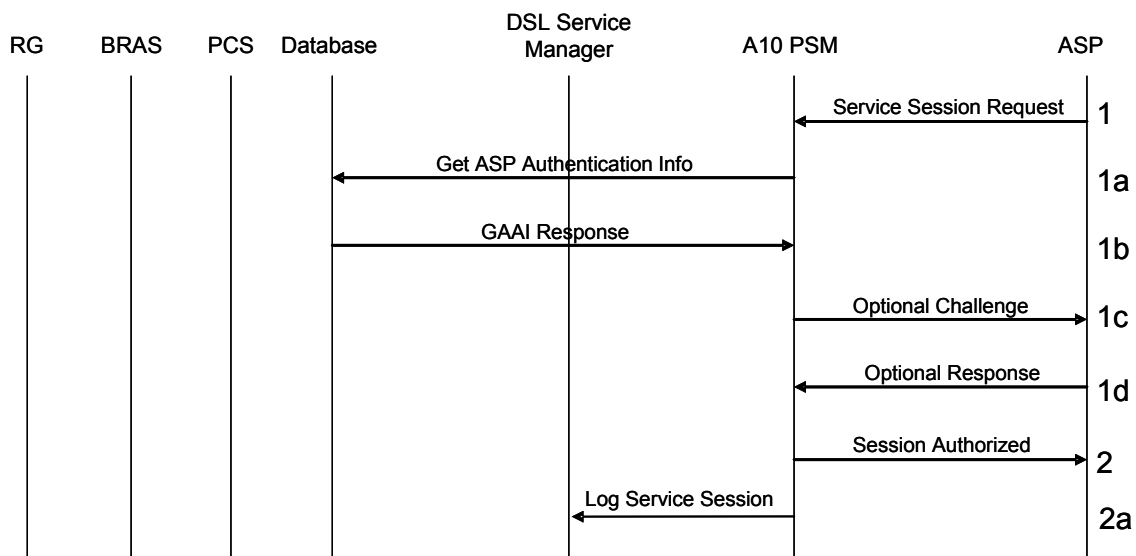 RG
BRAS
PCS
Database
DSL Service
Manager
A10 PSM
ASP
Service Session Request
1
Get ASP Authentication Info
1a
GAAI Response
1b
Optional Challenge
1c
Optional Response
1d
Session Authorized
2
Log Service Session
2a